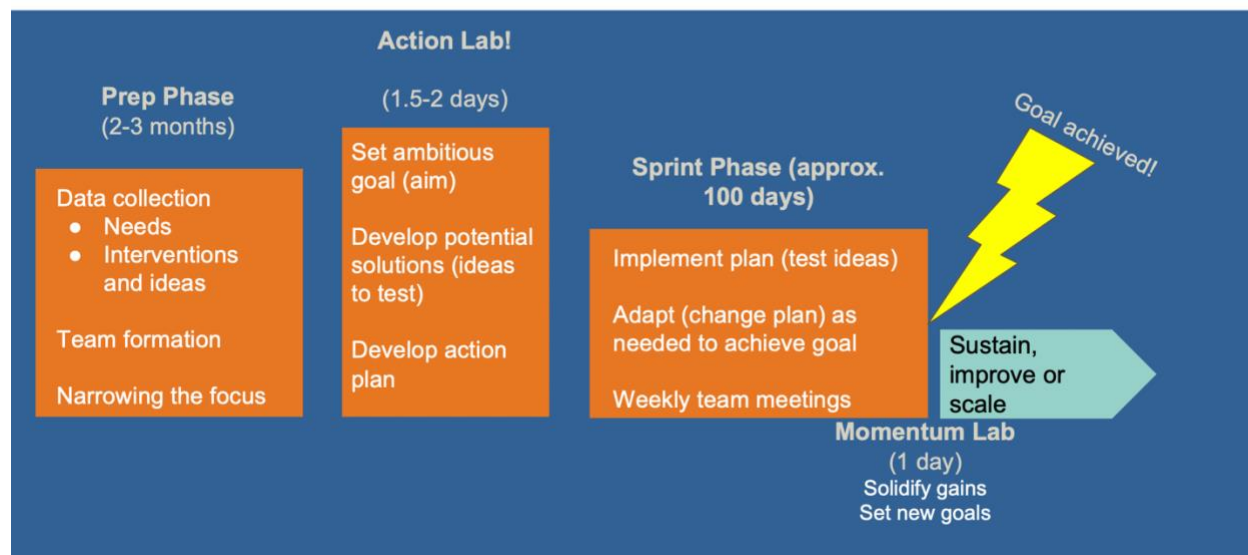 Prep Phase
(2-3 months)
Data collection
● Needs
● Interventions
and ideas
Team formation
Narrowing the focus
Action Lab!
(1.5-2 days)
Set ambitious
goal (aim)
Develop potential
solutions (ideas
to test)
Develop action
plan
Sprint Phase (approx.
100 days)
Implement plan (test ideas)
Adapt (change plan) as
needed to achieve goal
Weekly team meetings
Goal achieved!
Sustain,
improve or
scale
Momentum Lab
(1 day)
Solidify gains
Set new goals